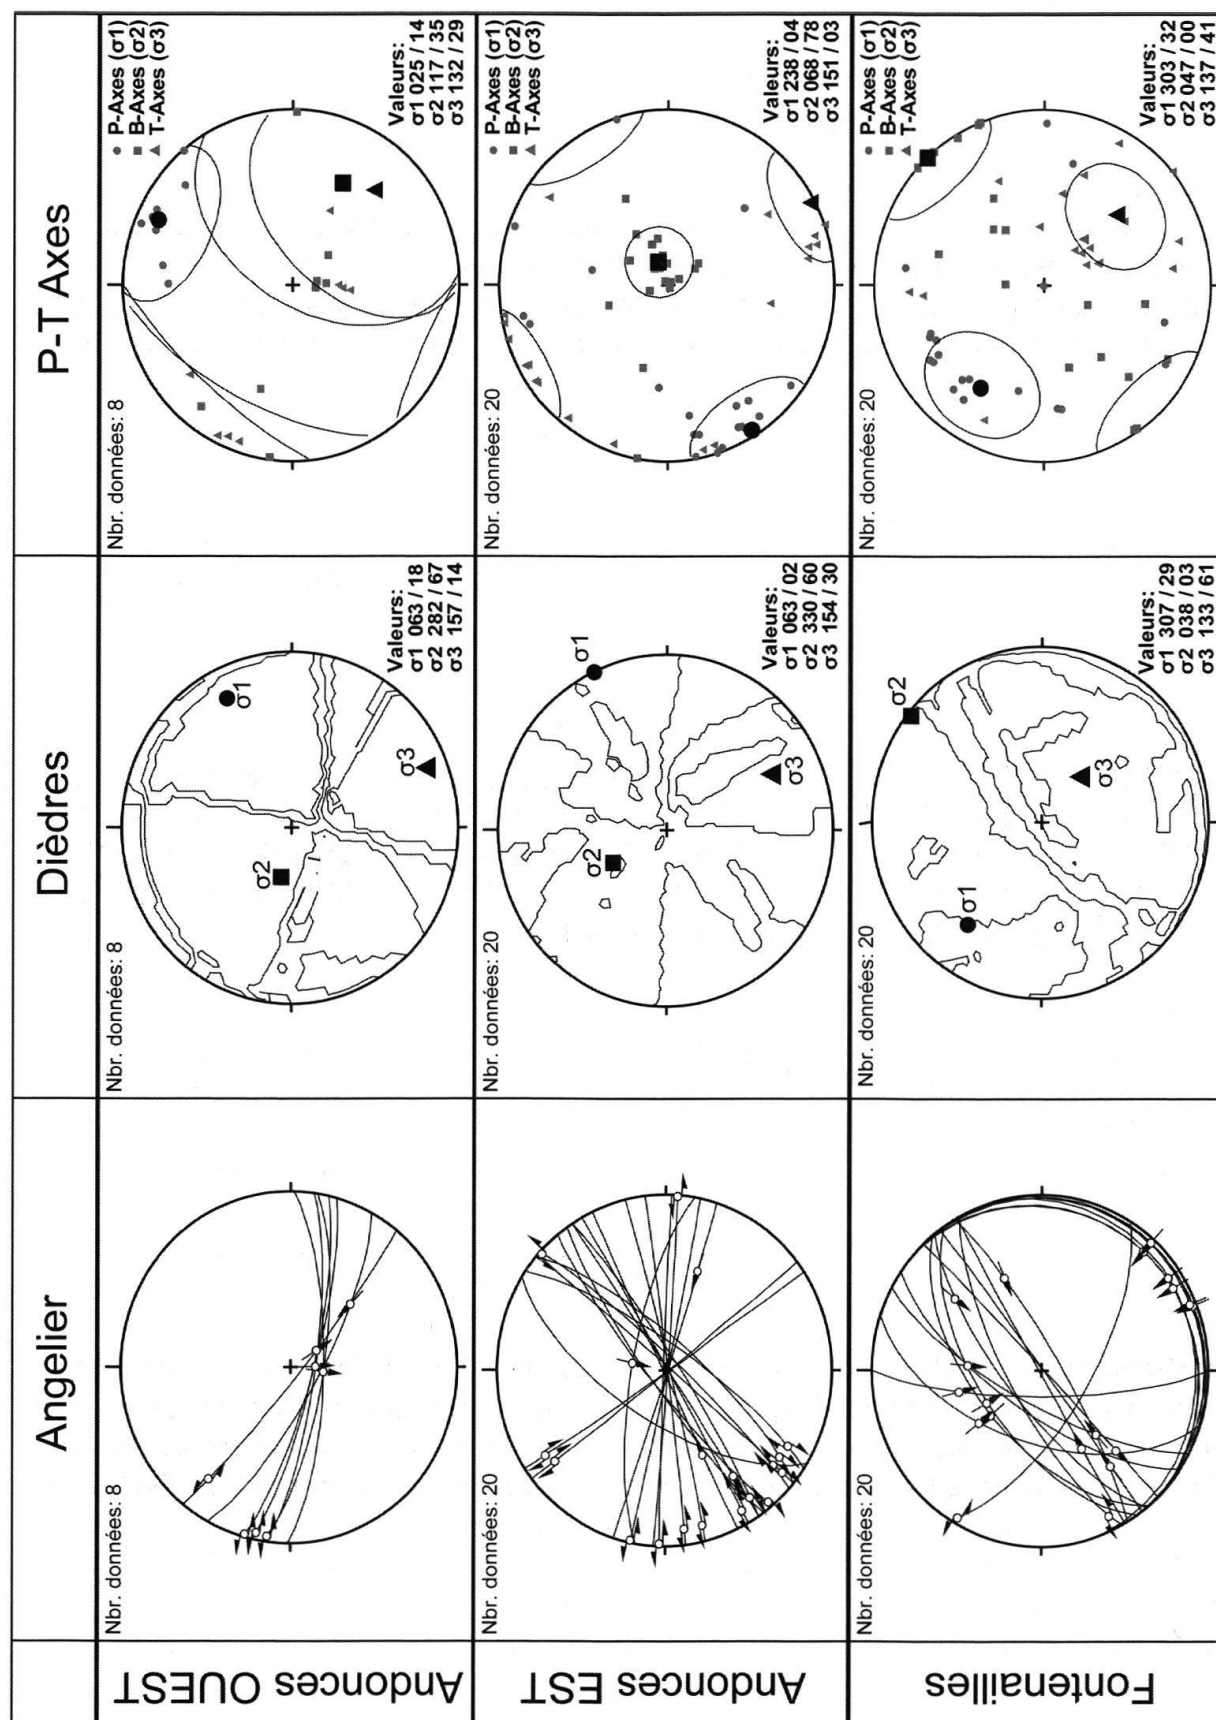 Angelier
Dièdres
P-T Axes
Andonces OUEST
Nbr. données: 8
Nbr. données: 8
σ1
σ2
σ3
Valeurs:
σ1 063 / 18
σ2 282 / 67
σ3 157 / 14
Nbr. données: 8
P-Axes (σ1)
B-Axes (σ2)
T-Axes (σ3)
Valeurs:
σ1 025 / 14
σ2 117 / 35
σ3 132 / 29
Andonces EST
Nbr. données: 20
Nbr. données: 20
σ1
σ2
σ3
Valeurs:
σ1 063 / 02
σ2 330 / 60
σ3 154 / 30
Nbr. données: 20
P-Axes (σ1)
B-Axes (σ2)
T-Axes (σ3)
Valeurs:
σ1 238 / 04
σ2 068 / 78
σ3 151 / 03
Fontenailles
Nbr. données: 20
Nbr. données: 20
σ2
σ1
σ3
Valeurs:
σ1 307 / 29
σ2 038 / 03
σ3 133 / 61
Nbr. données: 20
P-Axes (σ1)
B-Axes (σ2)
T-Axes (σ3)
Valeurs:
σ1 303 / 32
σ2 047 / 00
σ3 137 / 41